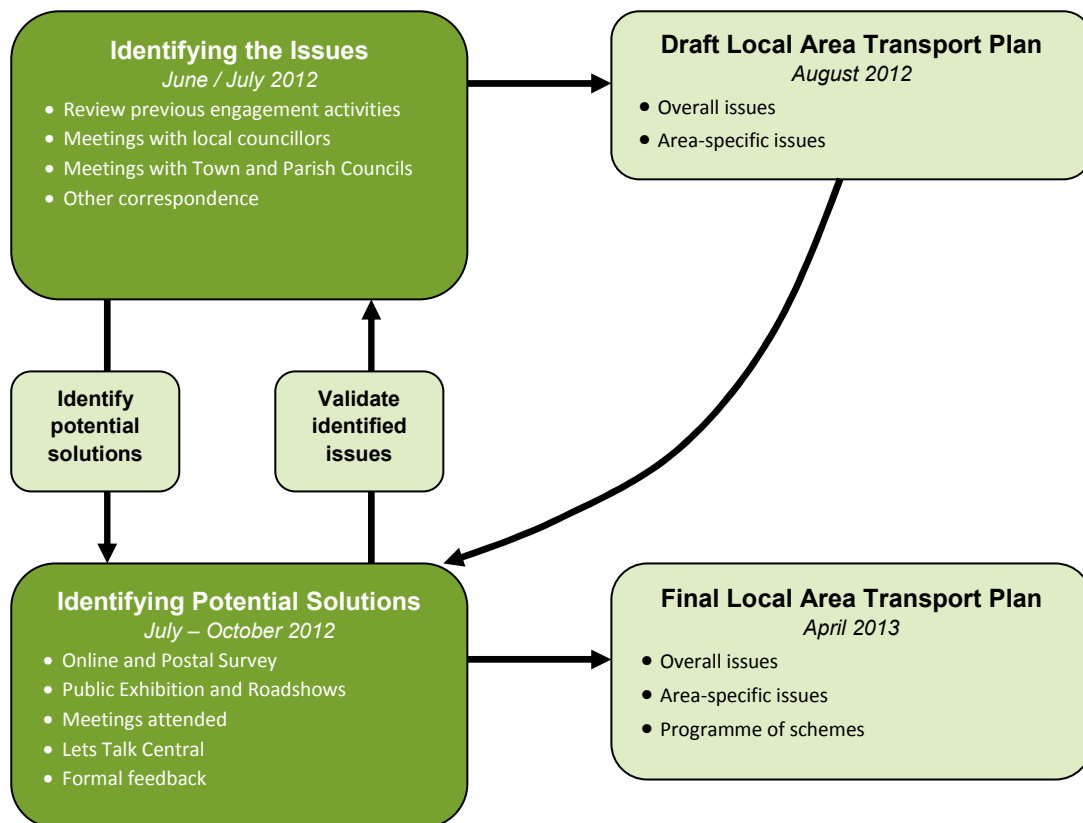 Identifying the Issues
June / July 2012
• Review previous engagement activities
• Meetings with local councillors
• Meetings with Town and Parish Councils
• Other correspondence
Draft Local Area Transport Plan
August 2012
• Overall issues
• Area-specific issues
Identify
potential
solutions
Validate
identified
issues
Identifying Potential Solutions
July – October 2012
• Online and Postal Survey
• Public Exhibition and Roadshows
• Meetings attended
• Lets Talk Central
• Formal feedback
Final Local Area Transport Plan
April 2013
• Overall issues
• Area-specific issues
• Programme of schemes